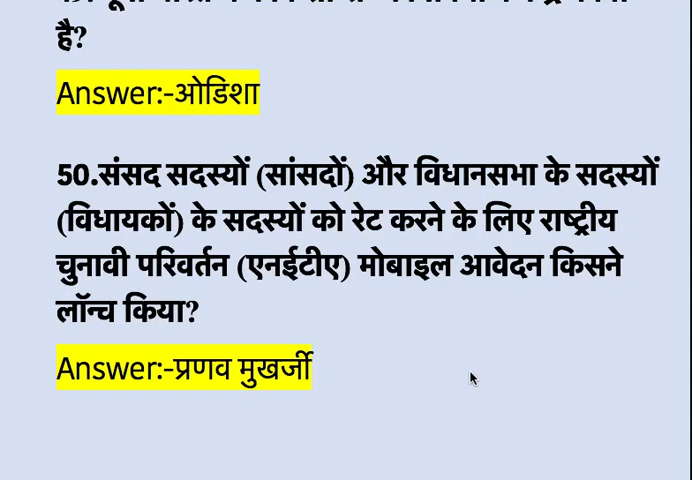 है?
Answer:-ओडिशा
50.संसद सदस्यों (सांसदों) और विधानसभा के सदस्यों
(विधायकों) के सदस्यों को रेट करने के लिए राष्ट्रीय
चुनावी परिवर्तन (एनईटीए) मोबाइल आवेदन किसने
लॉन्च किया?
Answer:-प्रणव मुखर्जी